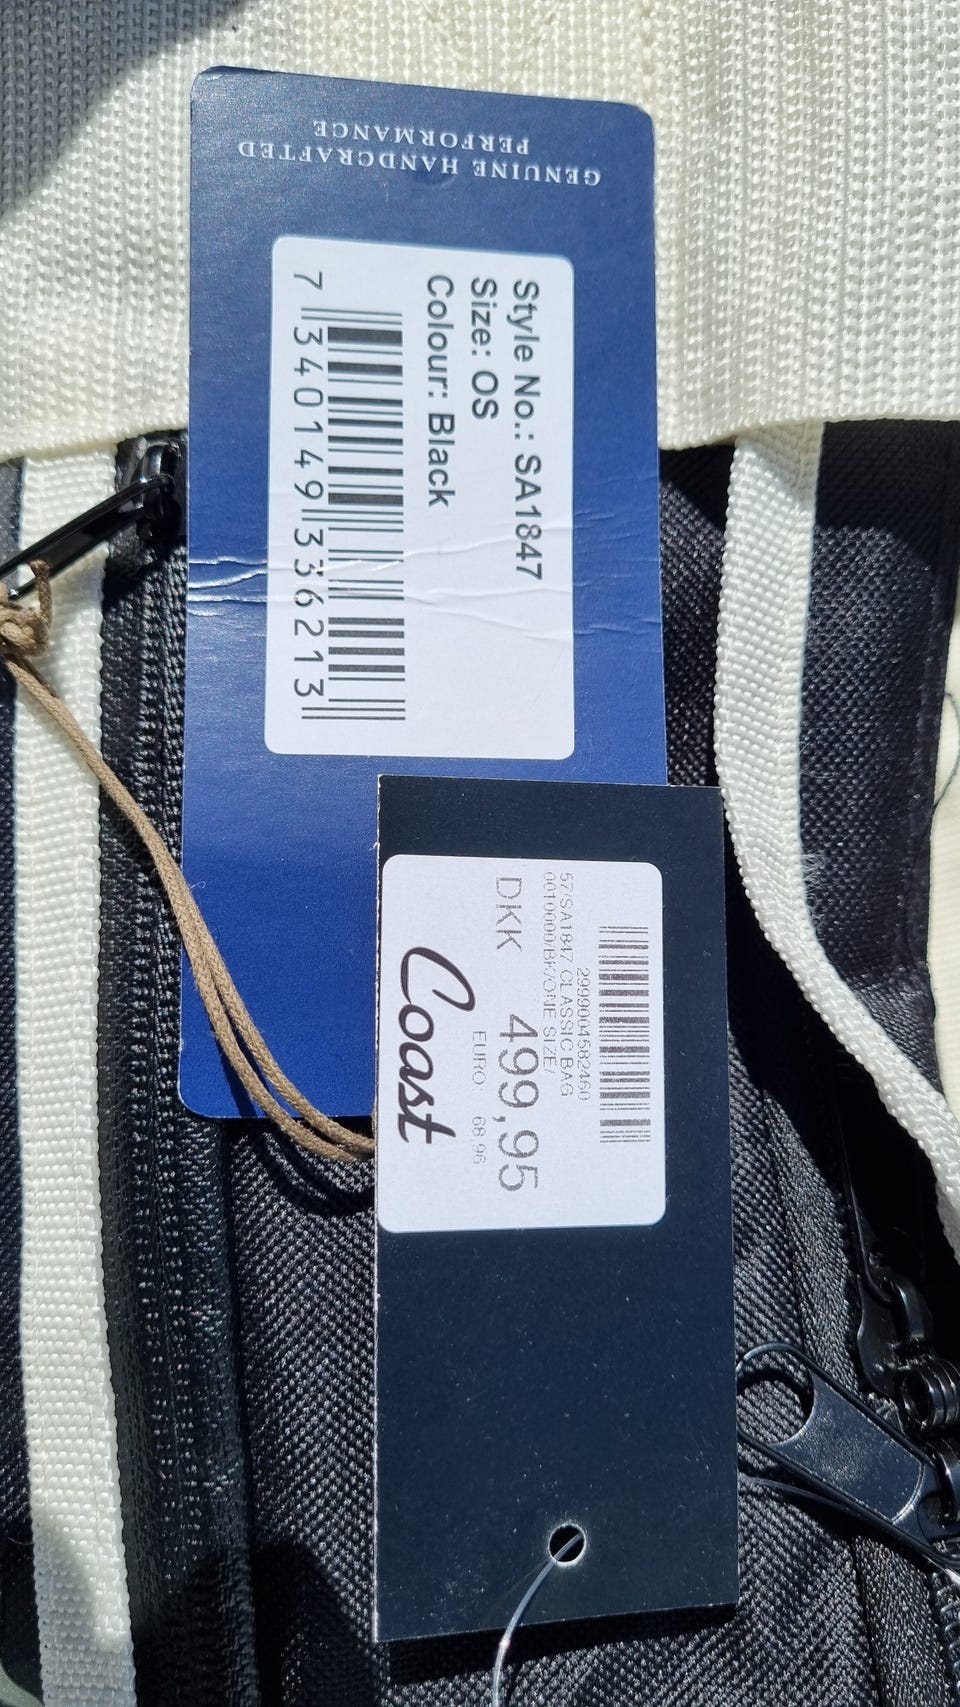 GENUINE HANDCRAFTED
PERFORMANCE
Style No.: SA1847
Size: OS
Colour: Black
7 340149 336213
2999004582460
57/SA1847 CLASSIC BAG
0010000/BK/ONE SIZE/
DKK 499,95
EURO 68.96
Coast